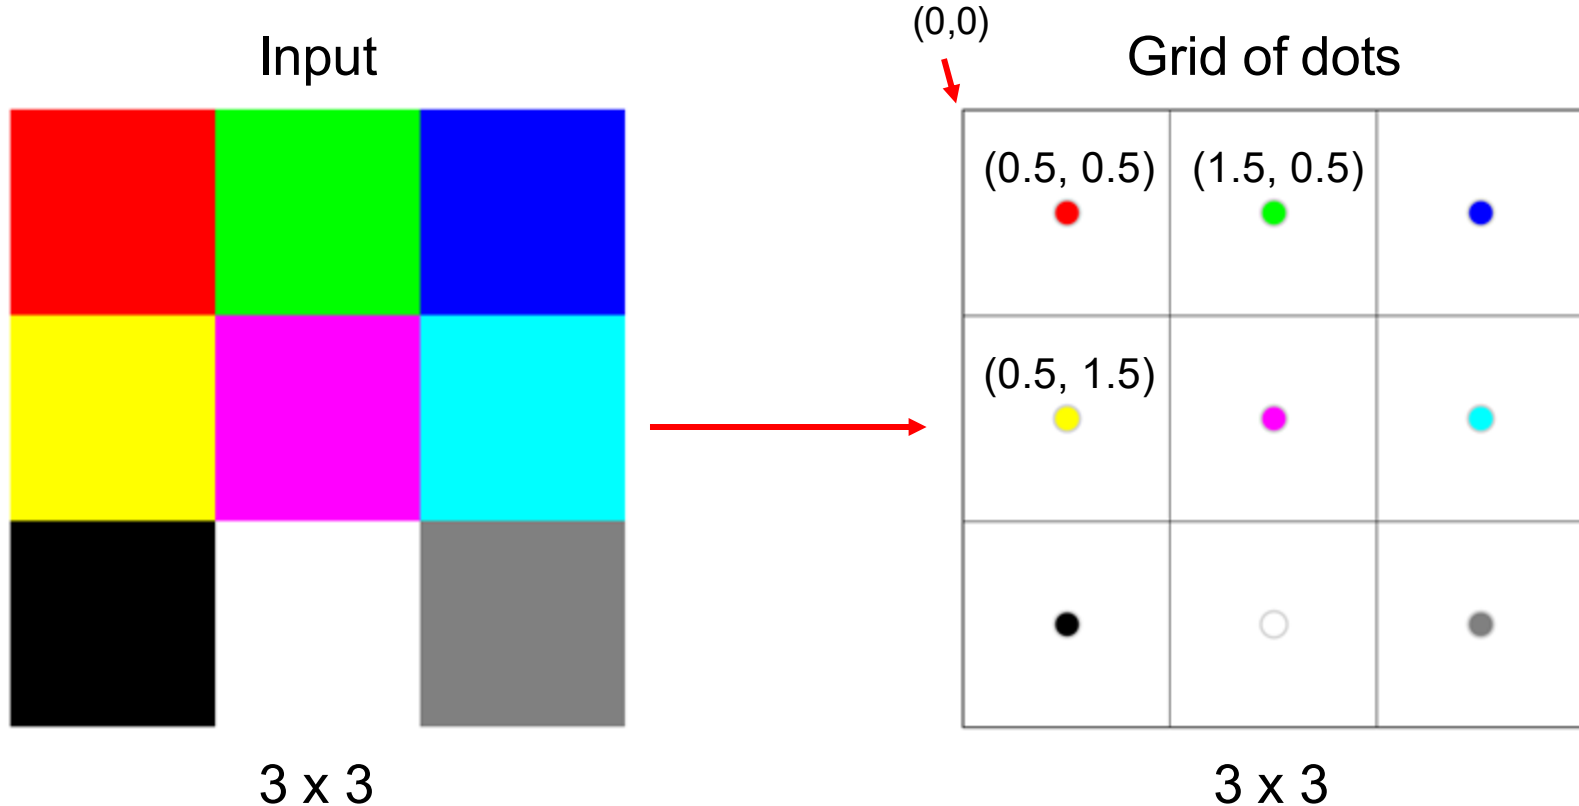 Input
(0,0)
Grid of dots
(0.5, 0.5)
(1.5, 0.5)
(0.5, 1.5)
3 x 3
3 x 3